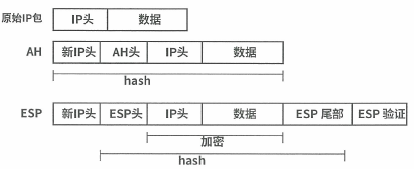 原始IP包 IP头 数据
AH 新IP头 AH头 IP头 数据
hash
ESP 新IP头 ESP头 IP头 数据 ESP 尾部 ESP 验证
加密
hash